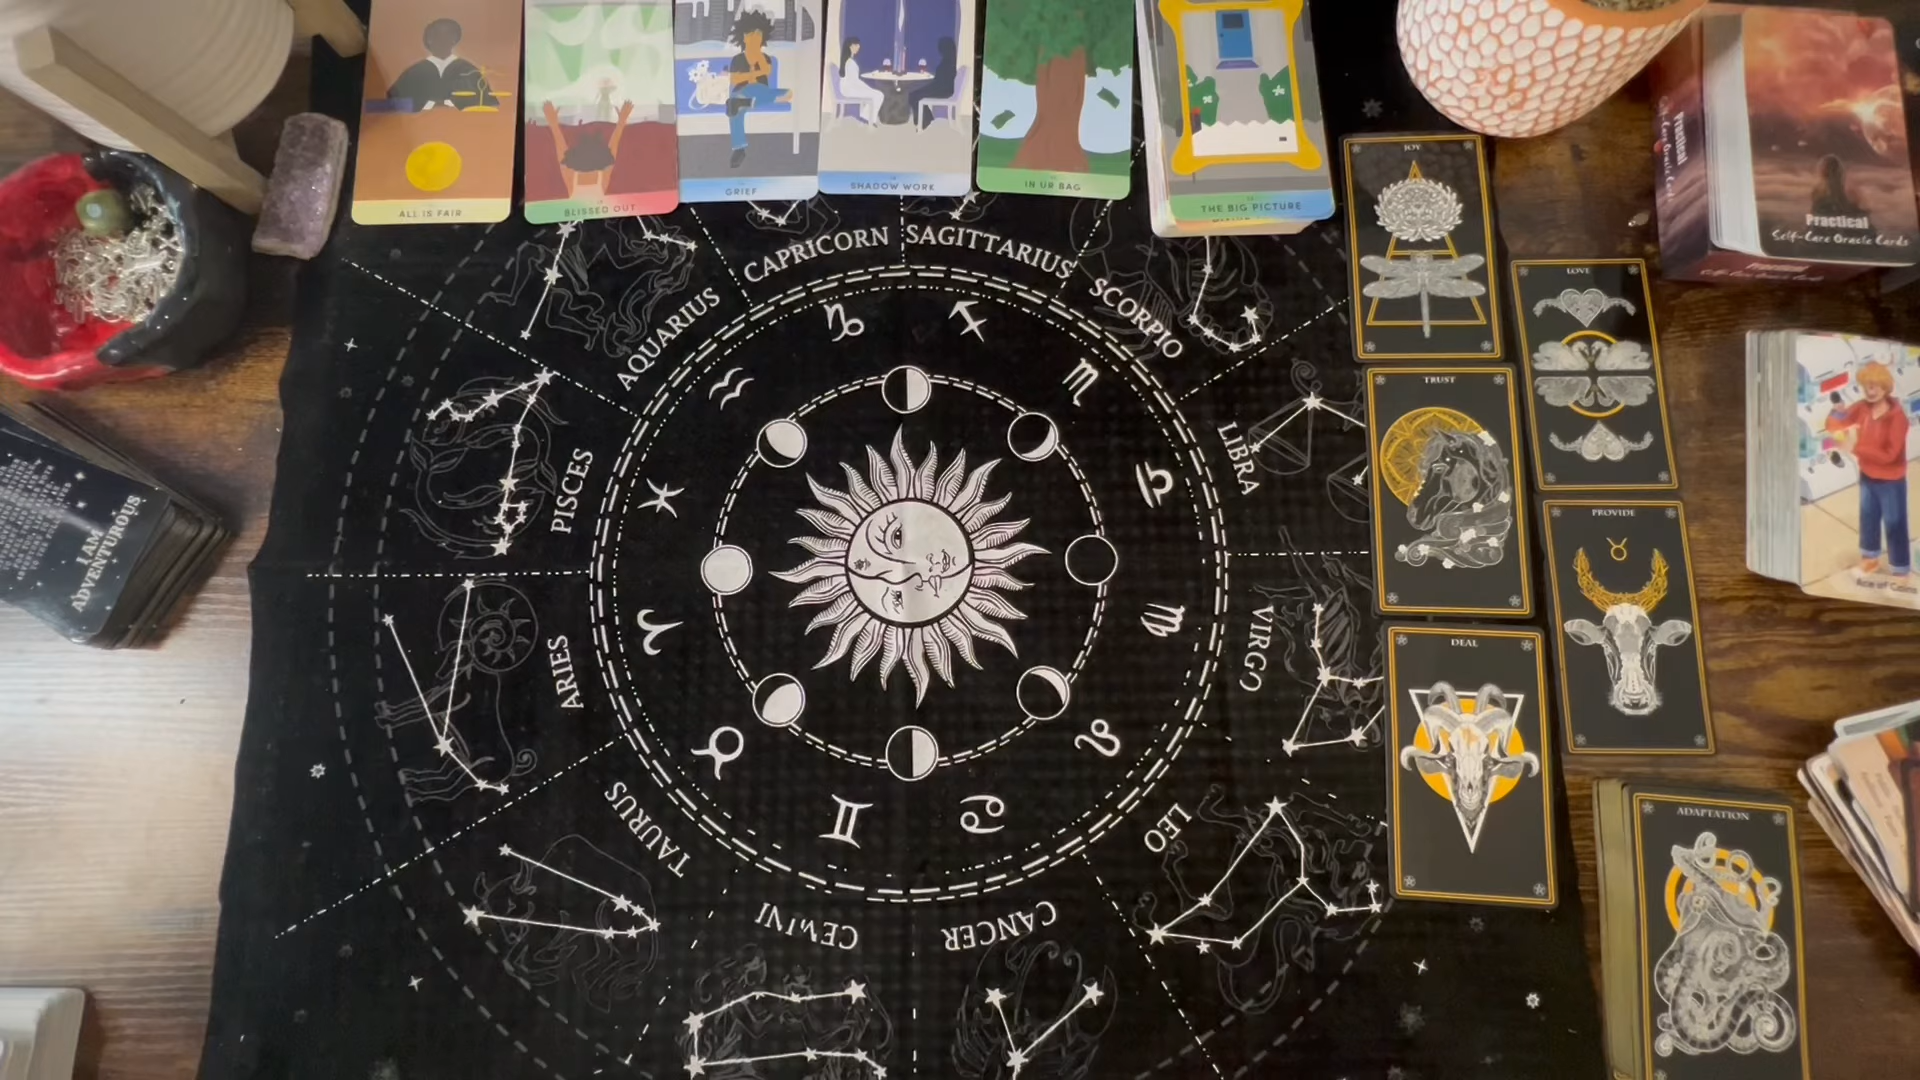 ALL IS FAIR
BLISSED OUT
GRIEF
SHADOW WORK
IN UR BAG
THE BIG PICTURE
JOY
LOVE
TRUST
PROVIDE
DEAL
ADAPTATION
Practical
Self-Care Oracle Cards
Practical
I AM
ADVENTUROUS
CAPRICORN
SAGITTARIUS
SCORPIO
LIBRA
VIRGO
LEO
CANCER
GEMINI
TAURUS
ARIES
PISCES
AQUARIUS